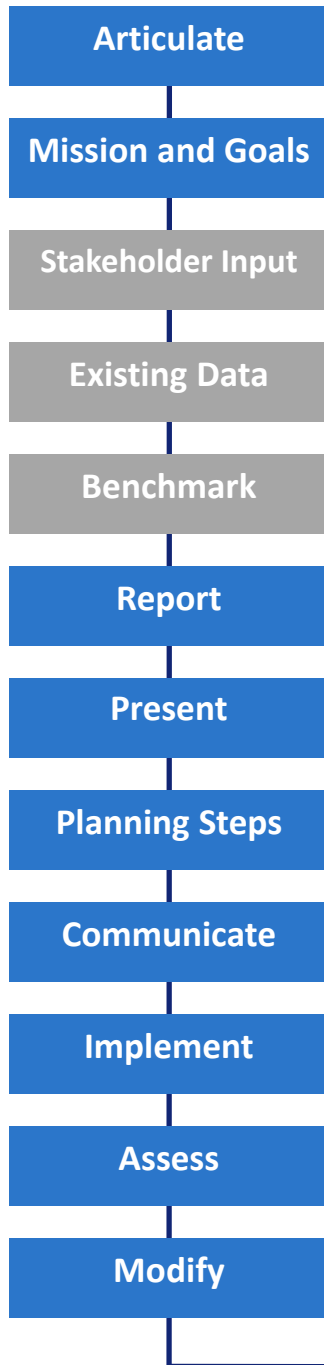 Articulate
Mission and Goals
Stakeholder Input
Existing Data
Benchmark
Report
Present
Planning Steps
Communicate
Implement
Assess
Modify